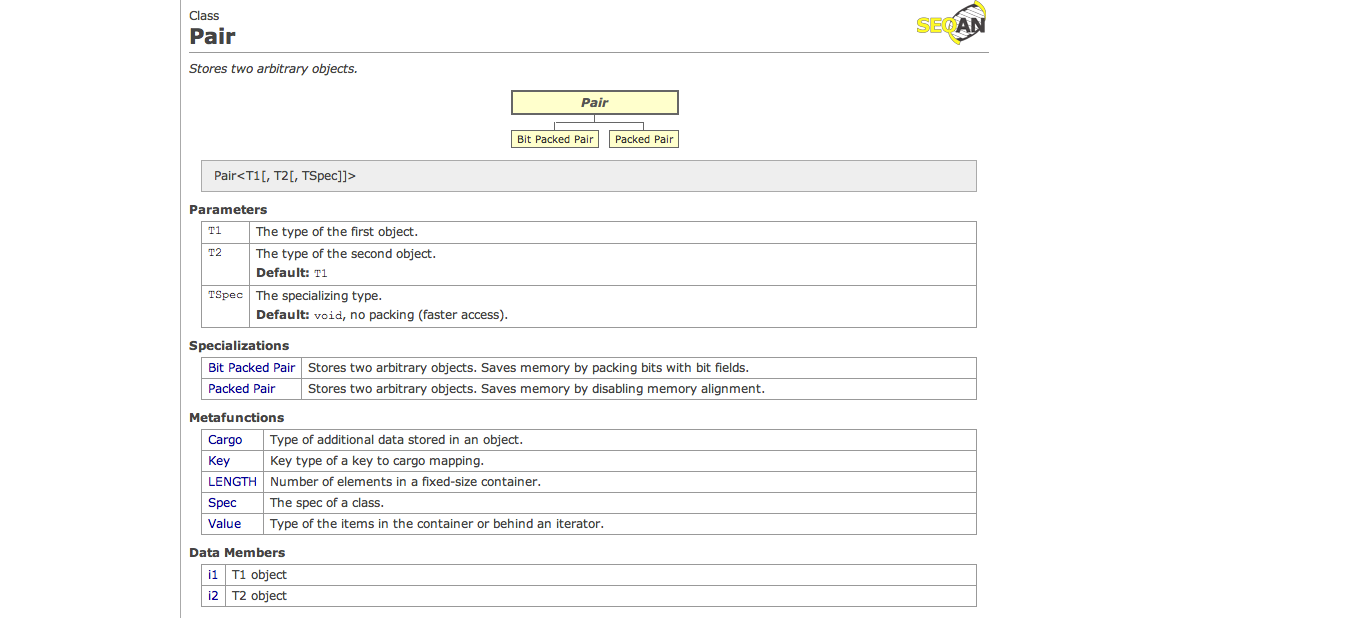 Class
SEQAN
Pair
Stores two arbitrary objects.
Pair
Bit Packed Pair Packed Pair
Pair<T1[, T2[, TSpec]]>
Parameters
T1 The type of the first object.
T2 The type of the second object.
Default: T1
TSpec The specializing type.
Default: void, no packing (faster access).
Specializations
Bit Packed Pair Stores two arbitrary objects. Saves memory by packing bits with bit fields.
Packed Pair Stores two arbitrary objects. Saves memory by disabling memory alignment.
Metafunctions
Cargo Type of additional data stored in an object.
Key Key type of a key to cargo mapping.
LENGTH Number of elements in a fixed-size container.
Spec The spec of a class.
Value Type of the items in the container or behind an iterator.
Data Members
i1 T1 object
i2 T2 object